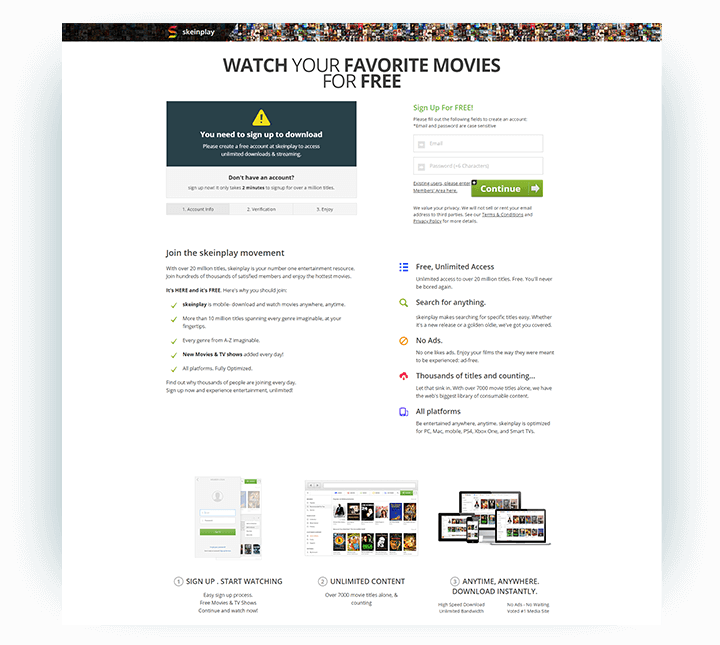 skeinplay
WATCH YOUR FAVORITE MOVIES
FOR FREE
You need to sign up to download
Please create a free account at skeinplay to access
unlimited downloads & streaming.
Don't have an account?
sign up now! It only takes 2 minutes to signup for over a million titles.
1. Account Info
2. Verification
3. Enjoy
Sign Up For FREE!
Please fill out the following fields to create an account
*Email and password are case sensitive
Email
Password (+6 Characters)
Existing users, please enter
Members' Area here.
Continue
We value your privacy. We will not sell or rent your email
address to third parties. See our Terms & Conditions and
Privacy Policy for more details.
Join the skeinplay movement
With over 20 million titles, skeinplay is your number one entertainment resource.
Join hundreds of thousands of satisfied members and enjoy the hottest movies.
It's HERE and it's FREE. Here's why you should join:
skeinplay is mobile- download and watch movies anywhere, anytime.
More than 10 million titles spanning every genre imaginable, at your
fingertips.
Every genre from A-Z imaginable.
New Movies & TV shows added every day!
All platforms. Fully Optimized.
Find out why thousands of people are joining every day.
Sign up now and experience entertainment, unlimited!
Free, Unlimited Access
Unlimited access to over 20 million titles. Free. You'll never
be bored again.
Search for anything.
skeinplay makes searching for specific titles easy. Whether
it's a new release or a golden oldie, we've got you covered.
No Ads.
No one likes ads. Enjoy your films the way they were meant
to be experienced: ad-free.
Thousands of titles and counting...
Let that sink in. With over 7000 movie titles alone, we have
the web's biggest library of consumable content.
All platforms
Be entertained anywhere, anytime. skeinplay is optimized
for PC, Mac, mobile, PS4, Xbox One, and Smart TVs.
1 SIGN UP . START WATCHING
Easy sign up process.
Free Movies & TV Shows
Continue and watch now!
2 UNLIMITED CONTENT
Over 7000 movie titles alone, &
counting
3 ANYTIME, ANYWHERE.
DOWNLOAD INSTANTLY.
High Speed Download
Unlimited Bandwidth
No Ads - No Waiting
Voted #1 Media Site